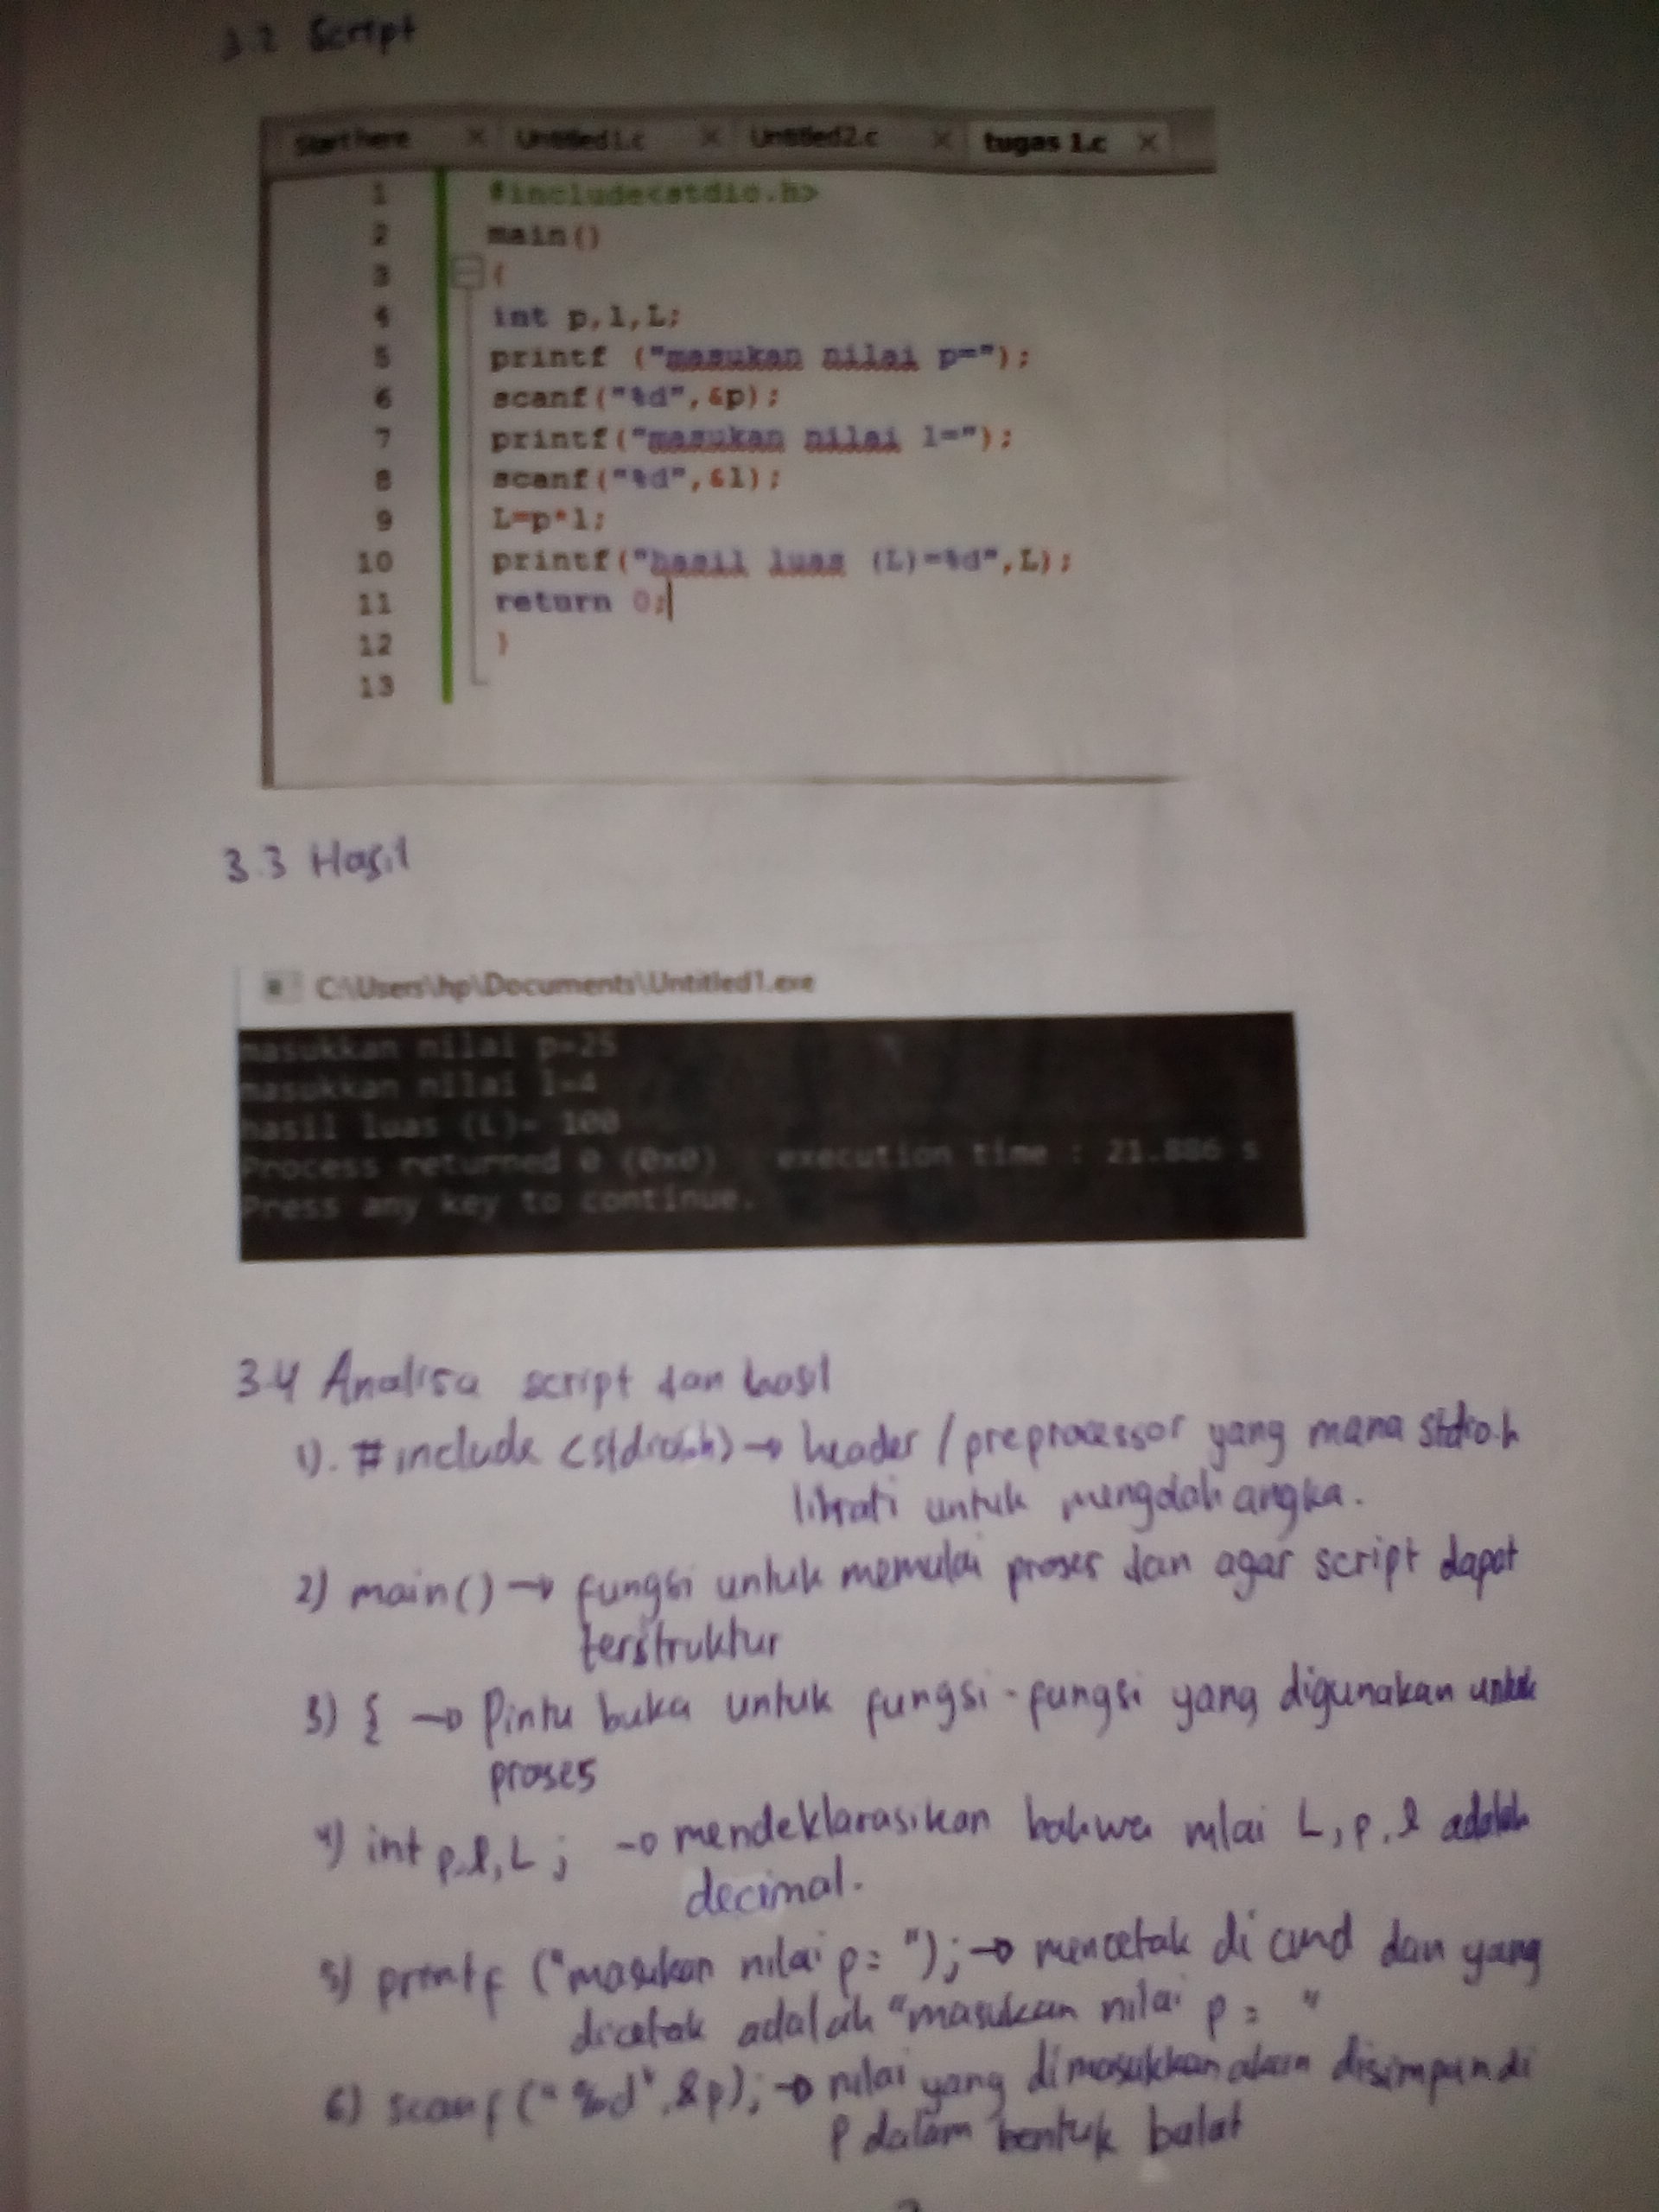 3.2 Script
Start here × Untitled1.c × Untitled2.c × tugas 1.c ×
1 #include<stdio.h>
2 main()
3 {
4 int p,l,L;
5 printf ("masukan nilai p=");
6 scanf("%d",&p);
7 printf("masukan nilai l=");
8 scanf("%d",&l);
9 L=p*l;
10 printf("hasil luas (L)=%d",L);
11 return 0;
12 }
13
3.3 Hasil
C:\Users\hp\Documents\Untitled1.exe
masukkan nilai p=25
masukkan nilai l=4
hasil luas (L)= 100
Process returned 0 (0x0) execution time : 21.886 s
Press any key to continue.
3.4 Analisa script dan hasil
1). #include <stdio.h> → header / preprocessor yang mana stdio.h
librari untuk mengolah angka.
2) main() → fungsi untuk memulai proses dan agar script dapat
terstruktur
3) { → Pintu buka untuk fungsi-fungsi yang digunakan untuk
proses
4) int p,l,L; → mendeklarasikan bahwa nilai L, p, l adalah
decimal.
5) printf ("masukan nilai p= "); → mencetak di cmd dan yang
dicetak adalah "masukan nilai p = "
6) scanf ("%d",&p); → nilai yang dimasukkan akan disimpan di
p dalam bentuk bulat